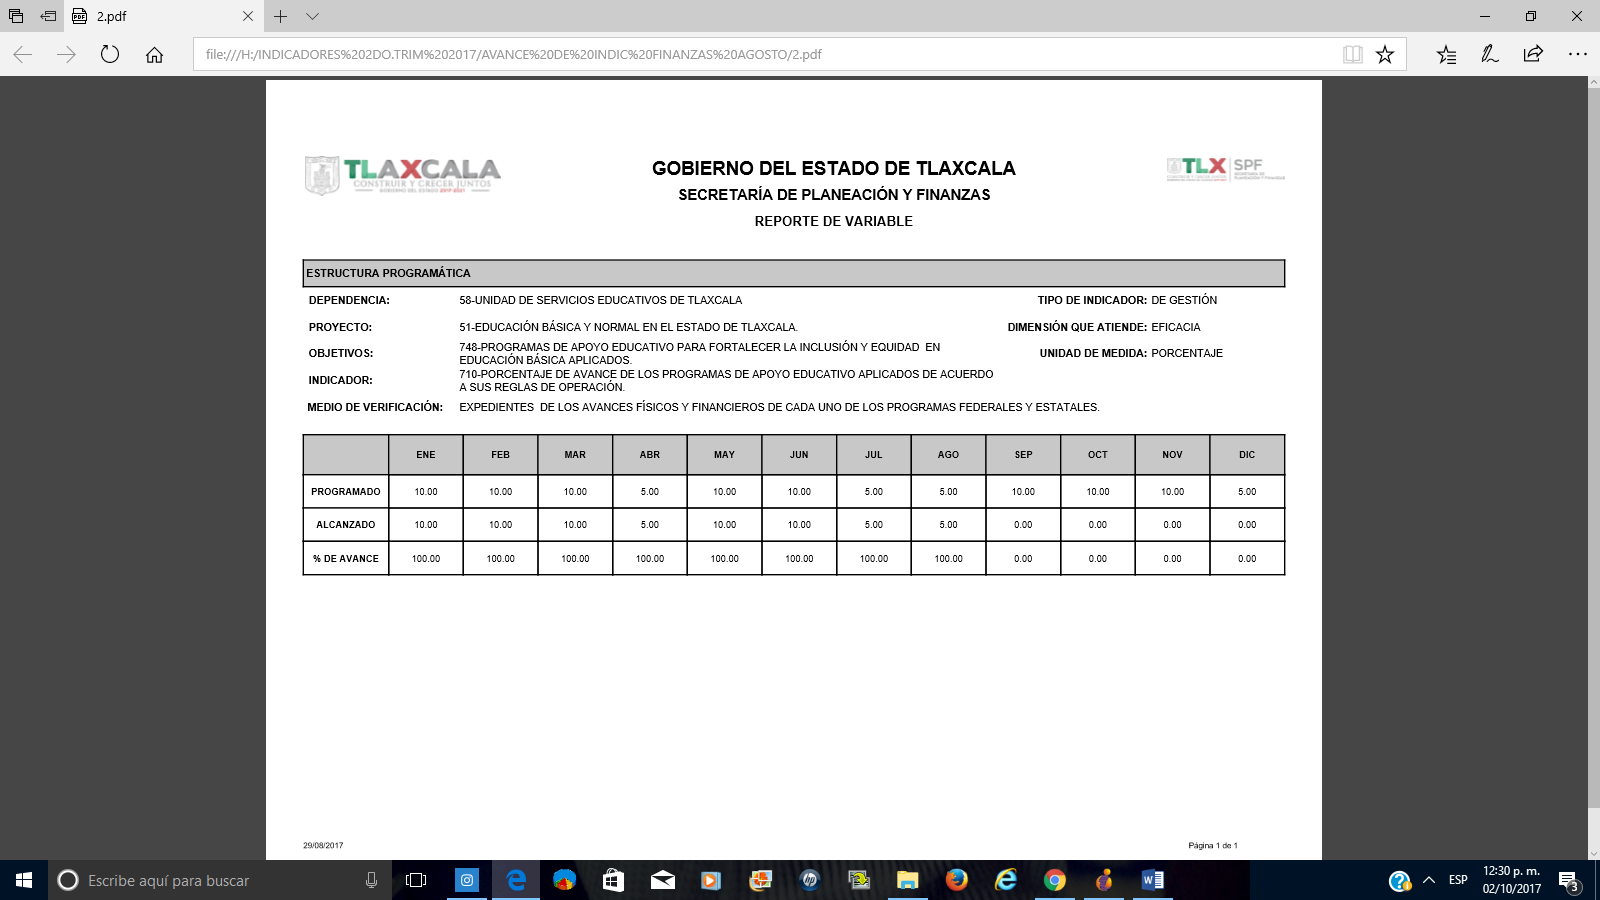 2.pdf
file:///H:/INDICADORES%202DO.TRIM%202017/AVANCE%20DE%20INDIC%20FINANZAS%20AGOSTO/2.pdf
TLAXCALA
CONSTRUIR Y CRECER JUNTOS
GOBIERNO DEL ESTADO 2017-2021
GOBIERNO DEL ESTADO DE TLAXCALA
SECRETARÍA DE PLANEACIÓN Y FINANZAS
REPORTE DE VARIABLE
TLX SPF
ESTRUCTURA PROGRAMÁTICA
DEPENDENCIA: 58-UNIDAD DE SERVICIOS EDUCATIVOS DE TLAXCALA TIPO DE INDICADOR: DE GESTIÓN
PROYECTO: 51-EDUCACIÓN BÁSICA Y NORMAL EN EL ESTADO DE TLAXCALA. DIMENSIÓN QUE ATIENDE: EFICACIA
OBJETIVOS: 748-PROGRAMAS DE APOYO EDUCATIVO PARA FORTALECER LA INCLUSIÓN Y EQUIDAD EN
EDUCACIÓN BÁSICA APLICADOS. UNIDAD DE MEDIDA: PORCENTAJE
INDICADOR: 710-PORCENTAJE DE AVANCE DE LOS PROGRAMAS DE APOYO EDUCATIVO APLICADOS DE ACUERDO
A SUS REGLAS DE OPERACIÓN.
MEDIO DE VERIFICACIÓN: EXPEDIENTES DE LOS AVANCES FÍSICOS Y FINANCIEROS DE CADA UNO DE LOS PROGRAMAS FEDERALES Y ESTATALES.
ENE FEB MAR ABR MAY JUN JUL AGO SEP OCT NOV DIC
PROGRAMADO 10.00 10.00 10.00 5.00 10.00 10.00 5.00 5.00 10.00 10.00 10.00 5.00
ALCANZADO 10.00 10.00 10.00 5.00 10.00 10.00 5.00 5.00 0.00 0.00 0.00 0.00
% DE AVANCE 100.00 100.00 100.00 100.00 100.00 100.00 100.00 100.00 0.00 0.00 0.00 0.00
29/08/2017 Página 1 de 1
Escribe aquí para buscar
ESP
12:30 p. m.
02/10/2017
3